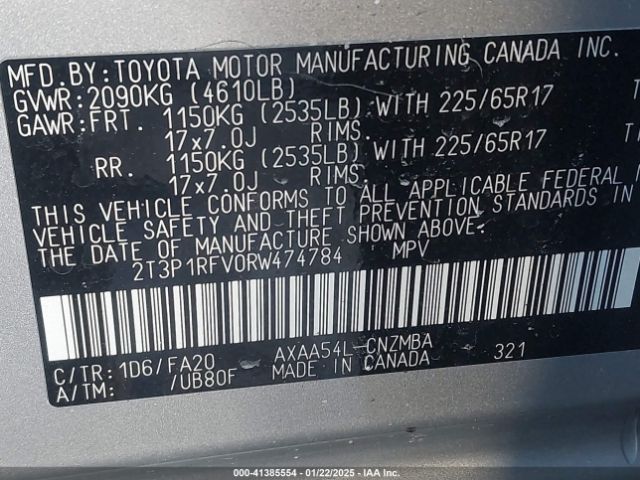 MFD.BY:TOYOTA MOTOR MANUFACTURING CANADA INC.
GVWR:2090KG (4610LB)
GAWR:FRT. 1150KG (2535LB) WITH 225/65R17
17x7.0J RIMS.
RR. 1150KG (2535LB) WITH 225/65R17
17x7.0J RIMS.
THIS VEHICLE CONFORMS TO ALL APPLICABLE FEDERAL
VEHICLE SAFETY AND THEFT PREVENTION STANDARDS IN
THE DATE OF MANUFACTURE SHOWN ABOVE.
2T3P1RFV0RW474784 MPV
C/TR: 1D6/FA20 AXAA54L-CNZMBA 321
A/TM: /UB80F MADE IN CANADA
000-41385554 - 01/22/2025 - IAA Inc.